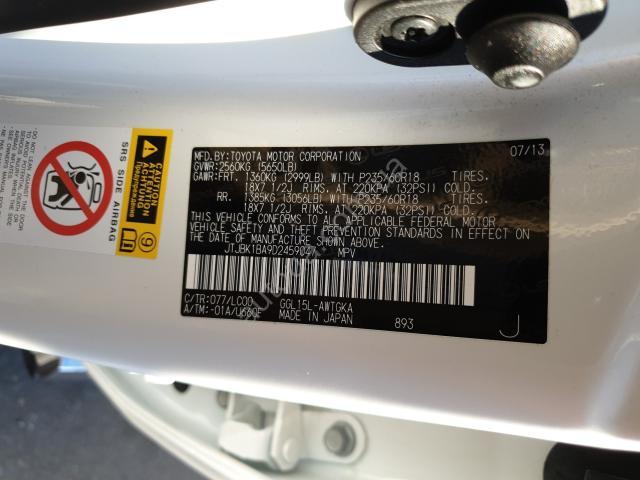 MFD.BY:TOYOTA MOTOR CORPORATION 07/13
GVWR:2560KG (5650LB)
GAWR:FRT. 1360KG (2999LB) WITH P235/60R18 TIRES.
18X7 1/2J RIMS. AT 220KPA (32PSI) COLD.
RR. 1385KG (3056LB) WITH P235/60R18 TIRES.
18X7 1/2J RIMS. AT 220KPA (32PSI) COLD.
THIS VEHICLE CONFORMS TO ALL APPLICABLE FEDERAL MOTOR
VEHICLE SAFETY AND THEFT PREVENTION STANDARDS IN EFFECT ON
THE DATE OF MANUFACTURE SHOWN ABOVE.
MPV
C/TR:077/LC00 GGL15L-AWTGKA
A/TM:-01A/U660F MADE IN JAPAN 893
J
SRS SIDE AIRBAG
9